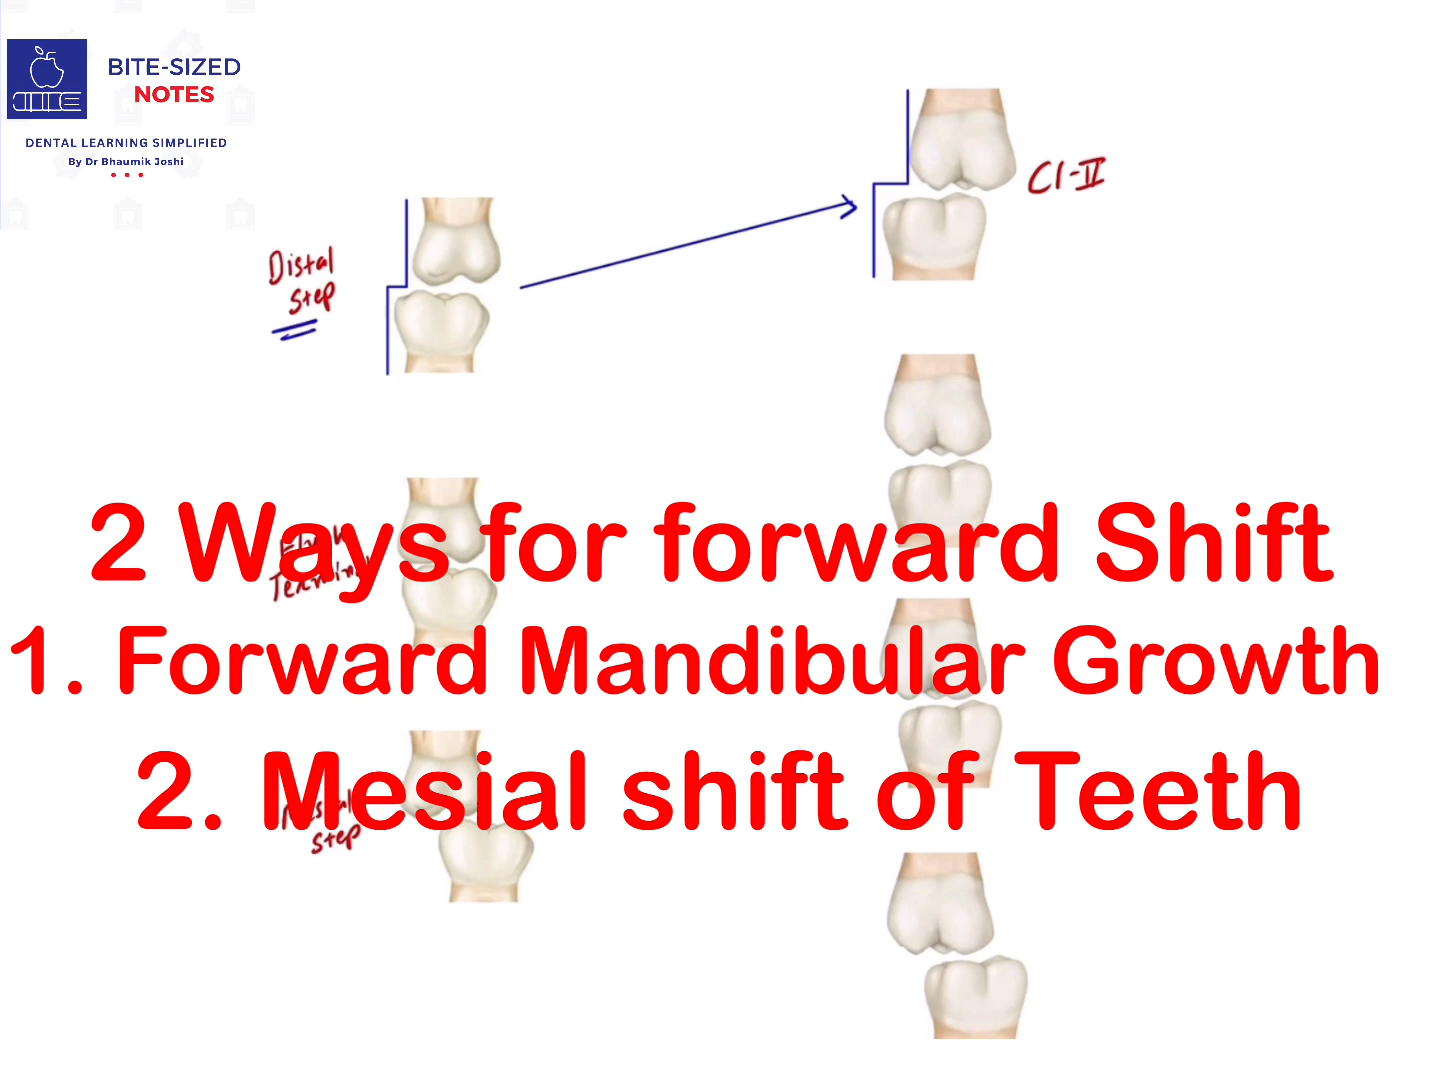 BITE-SIZED
NOTES
DENTAL LEARNING SIMPLIFIED
By Dr Bhaumik Joshi
Cl-II
Distal
step
2 Ways for forward Shift
1. Forward Mandibular Growth
2. Mesial shift of Teeth
step